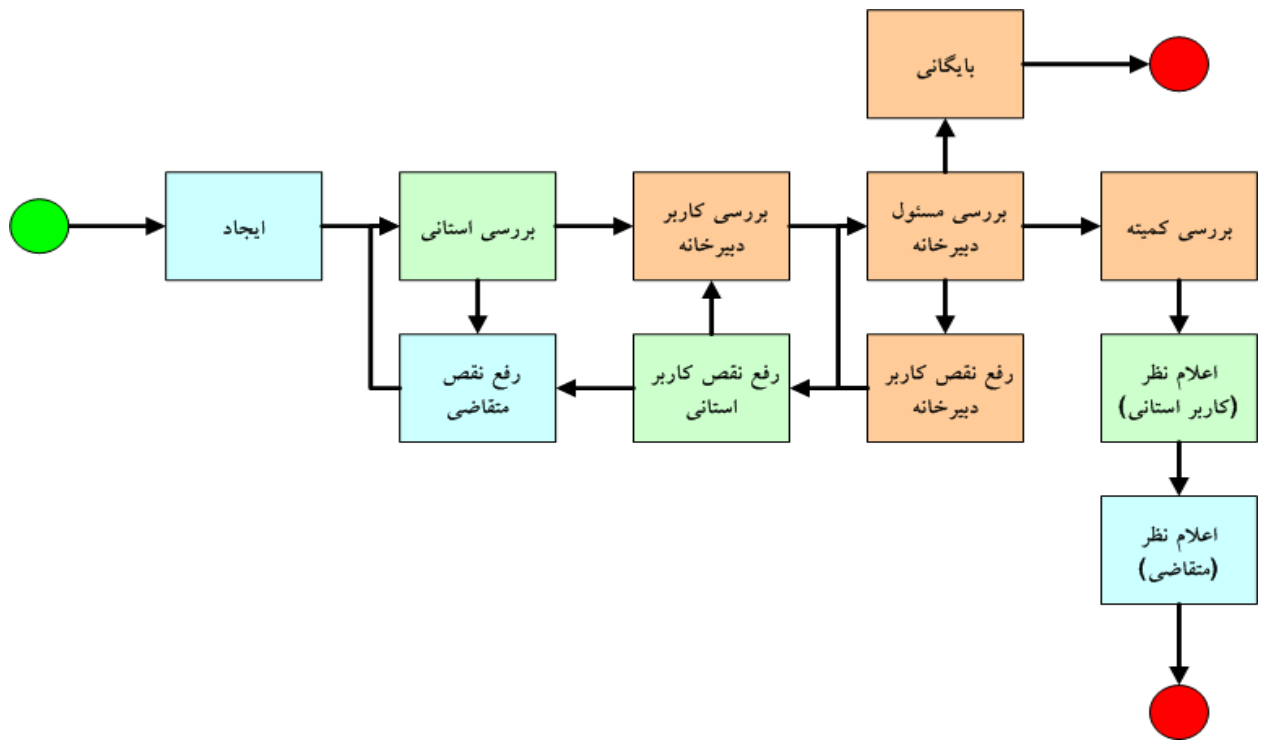 بایگانی
ایجاد
بررسی استانی
بررسی کاربر
دبیرخانه
بررسی مسئول
دبیرخانه
بررسی کمیته
رفع نقص
متقاضی
رفع نقص کاربر
استانی
رفع نقص کاربر
دبیرخانه
اعلام نظر
(کاربر استانی)
اعلام نظر
(متقاضی)